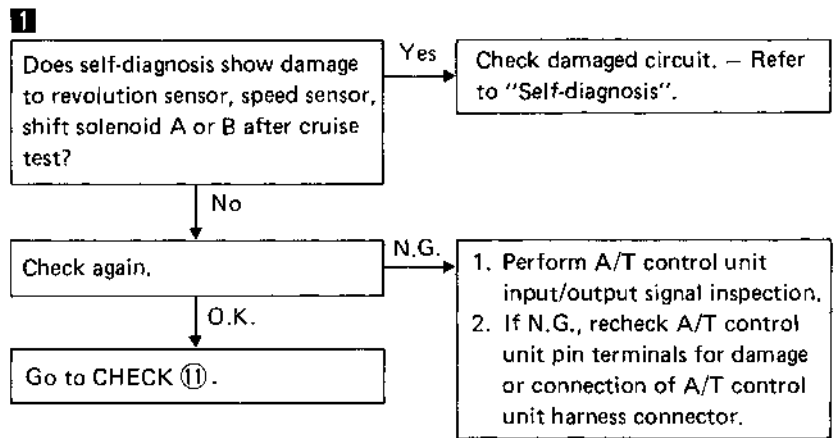 1
Does self-diagnosis show damage
to revolution sensor, speed sensor,
shift solenoid A or B after cruise
test?
Yes
Check damaged circuit. — Refer
to "Self-diagnosis".
No
Check again.
N.G.
1. Perform A/T control unit
input/output signal inspection.
2. If N.G., recheck A/T control
unit pin terminals for damage
or connection of A/T control
unit harness connector.
O.K.
Go to CHECK ⑪.